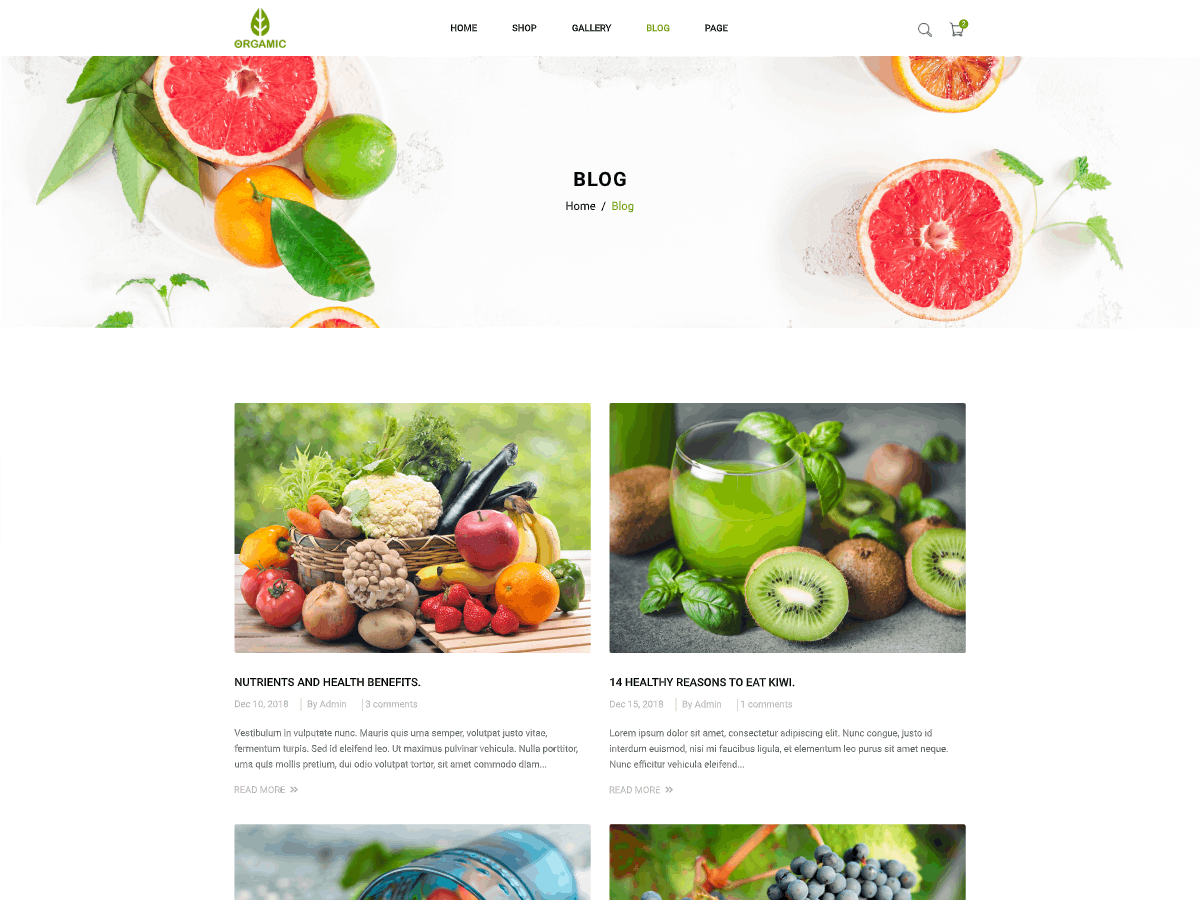 ORGAMIC
HOME SHOP GALLERY BLOG PAGE
2
BLOG
Home / Blog
NUTRIENTS AND HEALTH BENEFITS.
Dec 10, 2018 | By Admin | 3 comments
Vestibulum in vulputate nunc. Mauris quis urna semper, volutpat justo vitae,
fermentum turpis. Sed id eleifend leo. Ut maximus pulvinar vehicula. Nulla porttitor,
urna quis mollis pretium, dui odio volutpat tortor, sit amet commodo diam...
READ MORE »
14 HEALTHY REASONS TO EAT KIWI.
Dec 15, 2018 | By Admin | 1 comments
Lorem ipsum dolor sit amet, consectetur adipiscing elit. Nunc congue, justo id
interdum euismod, nisi mi faucibus ligula, et elementum leo purus sit amet neque.
Nunc efficitur vehicula eleifend...
READ MORE »